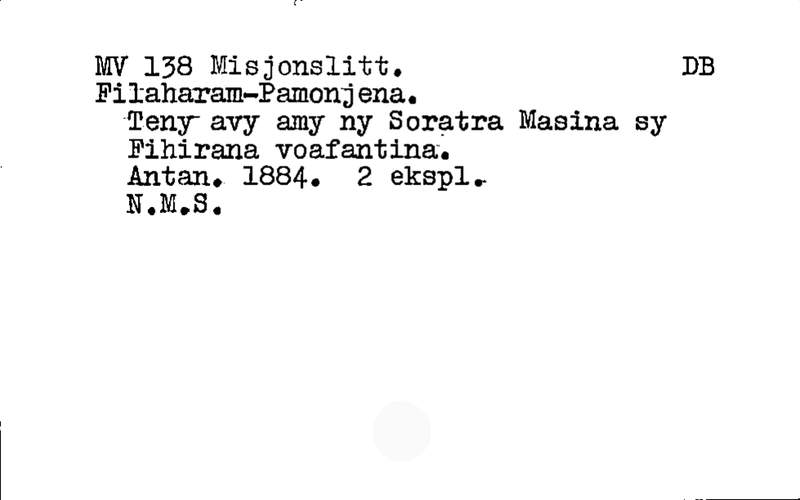 MV 138 Misjonslitt. DB
Filaharam-Pamonjena.
Teny avy amy ny Soratra Masina sy
Fihirana voafantina.
Antan. 1884. 2 ekspl.
N.M.S.